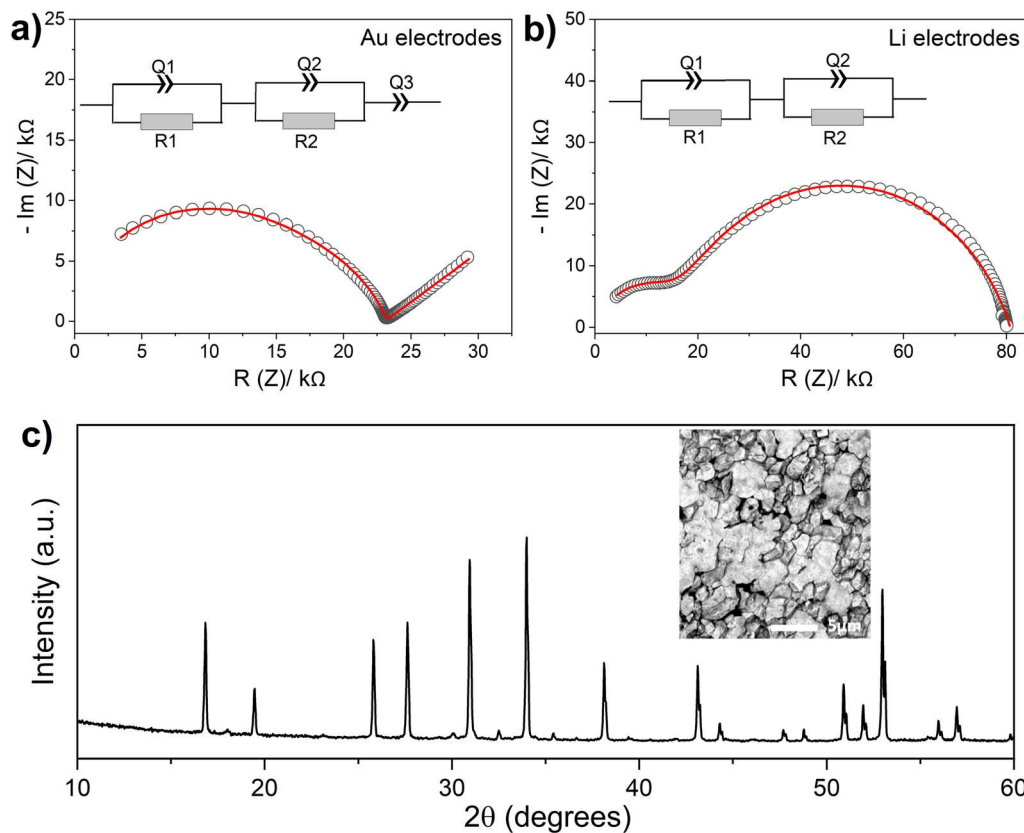 a)
Au electrodes
Q1
Q2
Q3
R1
R2
25
20
15
10
5
0
- Im (Z)/ kΩ
0 5 10 15 20 25 30
R (Z)/ kΩ
b)
Li electrodes
Q1
Q2
R1
R2
50
40
30
20
10
0
- Im (Z)/ kΩ
0 20 40 60 80
R (Z)/ kΩ
c)
5µm
Intensity (a.u.)
10 20 30 40 50 60
2θ (degrees)